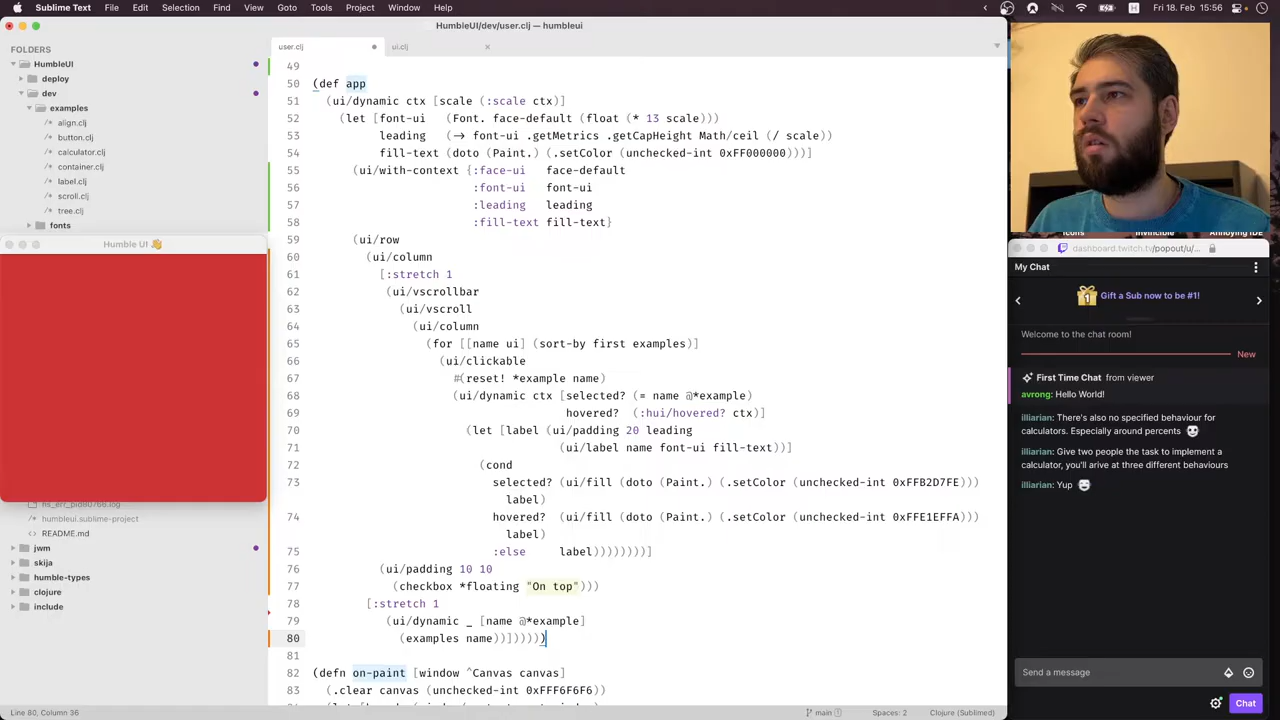 Sublime Text File Edit Selection Find View Goto Tools Project Window Help
Fri 18. Feb 15:56
HumbleUI/dev/user.clj — humbleui
FOLDERS
HumbleUI
deploy
dev
examples
align.clj
button.clj
calculator.clj
container.clj
label.clj
scroll.clj
tree.clj
fonts
Humble UI 👋
hs_err_pid80766.log
humbleui.sublime-project
README.md
jwm
skija
humble-types
clojure
include
user.clj
ui.clj
49
50 (def app
51 (ui/dynamic ctx [scale (:scale ctx)]
52 (let [font-ui (Font. face-default (float (* 13 scale)))
53 leading (-> font-ui .getMetrics .getCapHeight Math/ceil (/ scale))
54 fill-text (doto (Paint.) (.setColor (unchecked-int 0xFF000000)))]
55 (ui/with-context {:face-ui face-default
56 :font-ui font-ui
57 :leading leading
58 :fill-text fill-text}
59 (ui/row
60 (ui/column
61 [:stretch 1
62 (ui/vscrollbar
63 (ui/vscroll
64 (ui/column
65 (for [[name ui] (sort-by first examples)]
66 (ui/clickable
67 #(reset! *example name)
68 (ui/dynamic ctx [selected? (= name @*example)
69 hovered? (:hui/hovered? ctx)]
70 (let [label (ui/padding 20 leading
71 (ui/label name font-ui fill-text))]
72 (cond
73 selected? (ui/fill (doto (Paint.) (.setColor (unchecked-int 0xFFB2D7FE)))
label)
74 hovered? (ui/fill (doto (Paint.) (.setColor (unchecked-int 0xFFE1EFFA)))
label)
75 :else label))))))))]
76 (ui/padding 10 10
77 (checkbox *floating "On top")))
78 [:stretch 1
79 (ui/dynamic _ [name @*example]
80 (examples name))])))))
81
82 (defn on-paint [window ^Canvas canvas]
83 (.clear canvas (unchecked-int 0xFFF6F6F6))
Line 80, Column 36
main
1
Spaces: 2
Clojure (Sublimed)
Icons
Invincible
Annoying IDE
dashboard.twitch.tv/popout/u/...
My Chat
1
Gift a Sub now to be #1!
Welcome to the chat room!
New
First Time Chat from viewer
avrong: Hello World!
illiarian: There's also no specified behaviour for
calculators. Especially around percents
illiarian: Give two people the task to implement a
calculator, you'll arive at three different behaviours
illiarian: Yup
Send a message
Chat